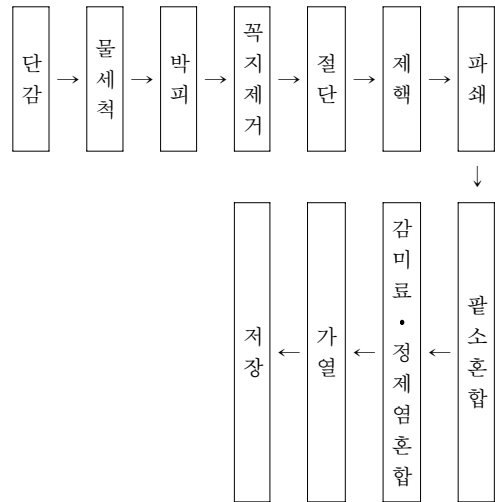 단감 → 물세척 → 박피 → 꼭지제거 → 절단 → 제핵 → 파쇄
↓
팥소혼합
←
감미료·정제염혼합
←
가열
←
저장